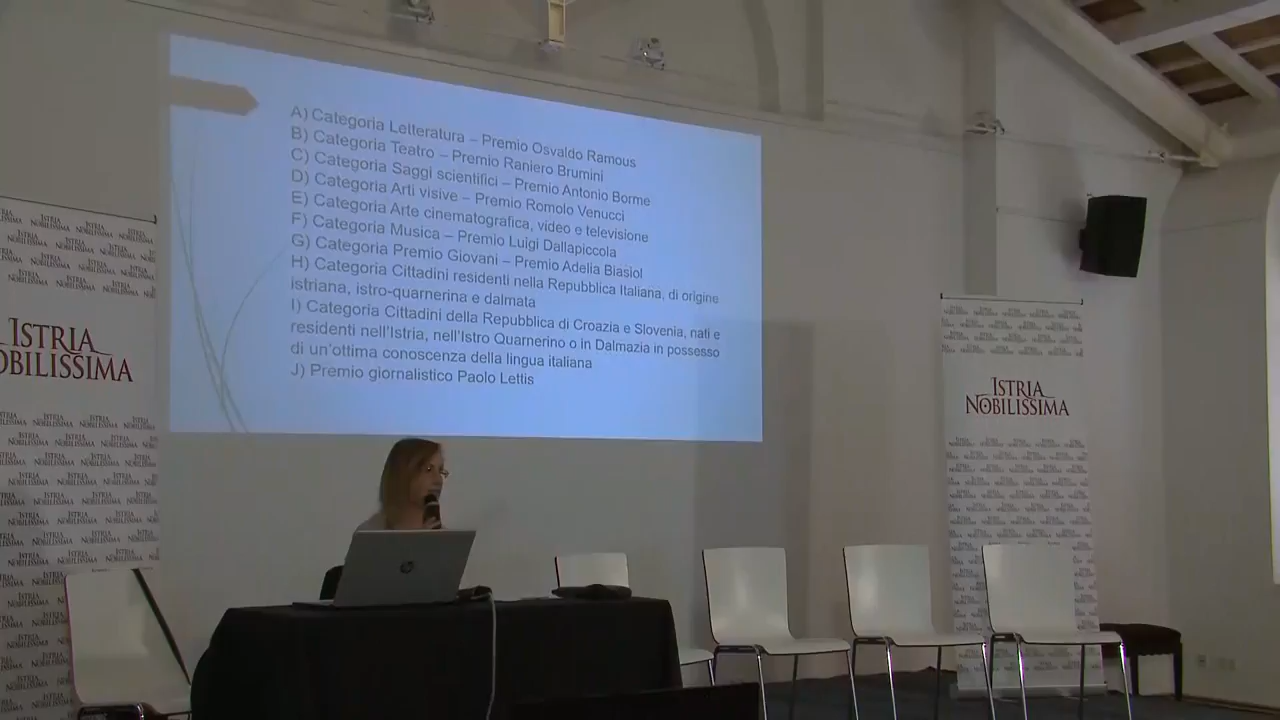 A) Categoria Letteratura – Premio Osvaldo Ramous
B) Categoria Teatro – Premio Raniero Brumini
C) Categoria Saggi scientifici – Premio Antonio Borme
D) Categoria Arti visive – Premio Romolo Venucci
E) Categoria Arte cinematografica, video e televisione
F) Categoria Musica – Premio Luigi Dallapiccola
G) Categoria Premio Giovani – Premio Adelia Biasiol
H) Categoria Cittadini residenti nella Repubblica Italiana, di origine
istriana, istro-quarnerina e dalmata
I) Categoria Cittadini della Repubblica di Croazia e Slovenia, nati e
residenti nell'Istria, nell'Istro Quarnerino o in Dalmazia in possesso
di un'ottima conoscenza della lingua italiana
J) Premio giornalistico Paolo Lettis
ISTRIA
NOBILISSIMA
ISTRIA
NOBILISSIMA
hp